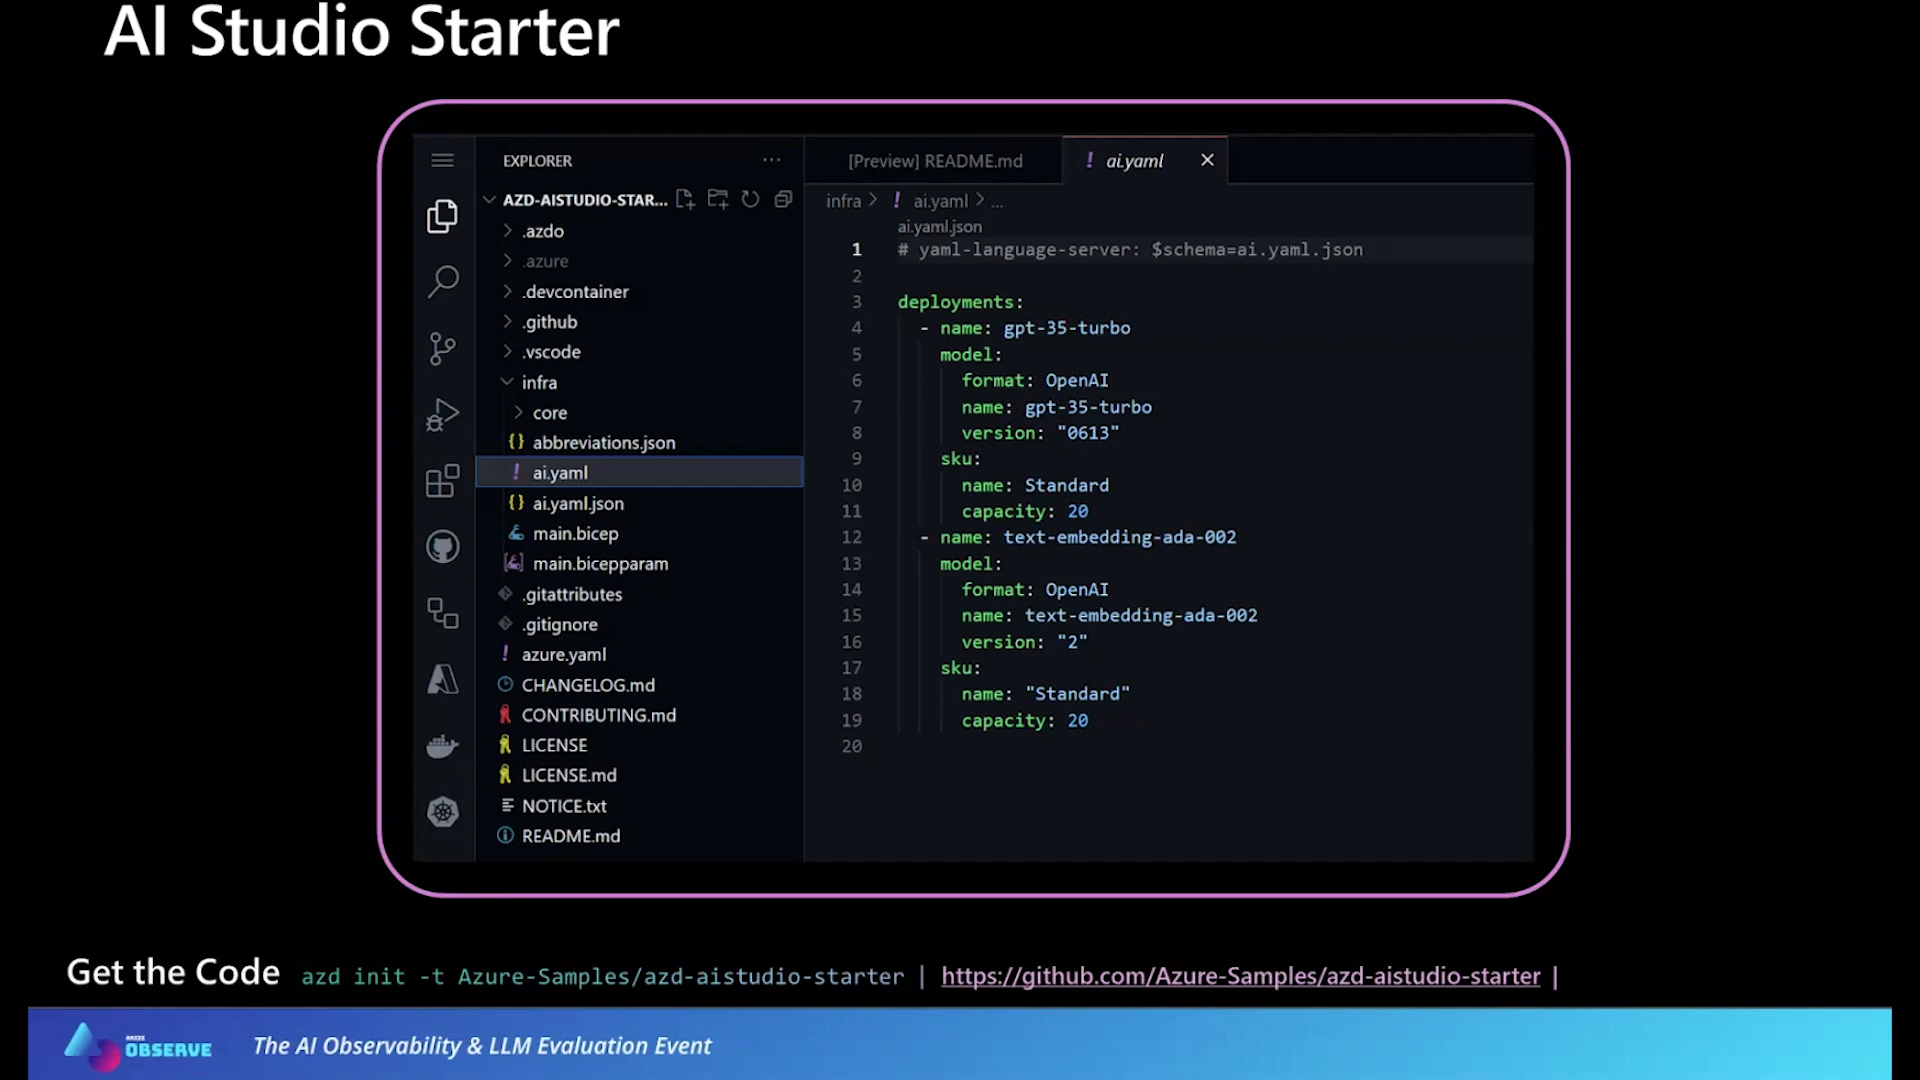 AI Studio Starter
EXPLORER
AZD-AISTUDIO-STAR...
.azdo
.azure
.devcontainer
.github
.vscode
infra
core
abbreviations.json
ai.yaml
ai.yaml.json
main.bicep
main.bicepparam
.gitattributes
.gitignore
azure.yaml
CHANGELOG.md
CONTRIBUTING.md
LICENSE
LICENSE.md
NOTICE.txt
README.md
[Preview] README.md
! ai.yaml
infra > ! ai.yaml > ...
ai.yaml.json
1 # yaml-language-server: $schema=ai.yaml.json
2
3 deployments:
4 - name: gpt-35-turbo
5 model:
6 format: OpenAI
7 name: gpt-35-turbo
8 version: "0613"
9 sku:
10 name: Standard
11 capacity: 20
12 - name: text-embedding-ada-002
13 model:
14 format: OpenAI
15 name: text-embedding-ada-002
16 version: "2"
17 sku:
18 name: "Standard"
19 capacity: 20
20
Get the Code azd init -t Azure-Samples/azd-aistudio-starter | https://github.com/Azure-Samples/azd-aistudio-starter |
ARIZE
OBSERVE
The AI Observability & LLM Evaluation Event